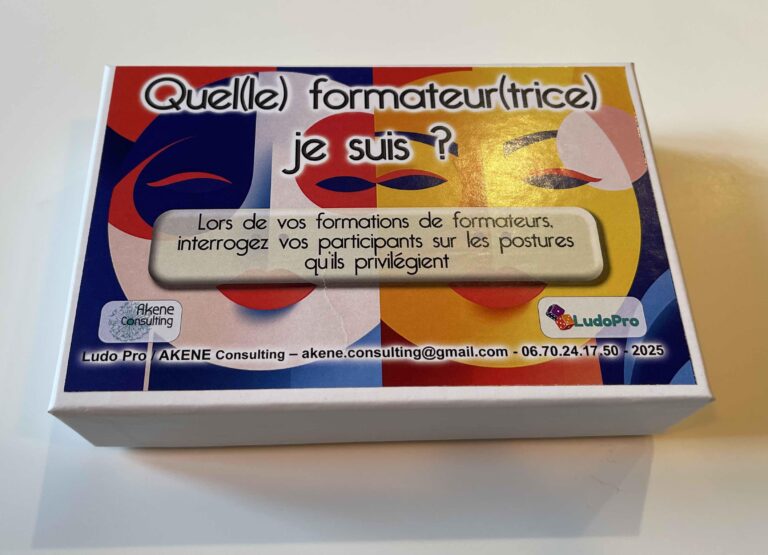 Quel(le) formateur(trice)
je suis ?
Lors de vos formations de formateurs,
interrogez vos participants sur les postures
qu'ils privilégient
Akene
Consulting
LudoPro
Ludo Pro / AKENE Consulting – akene.consulting@gmail.com - 06.70.24.17.50 - 2025